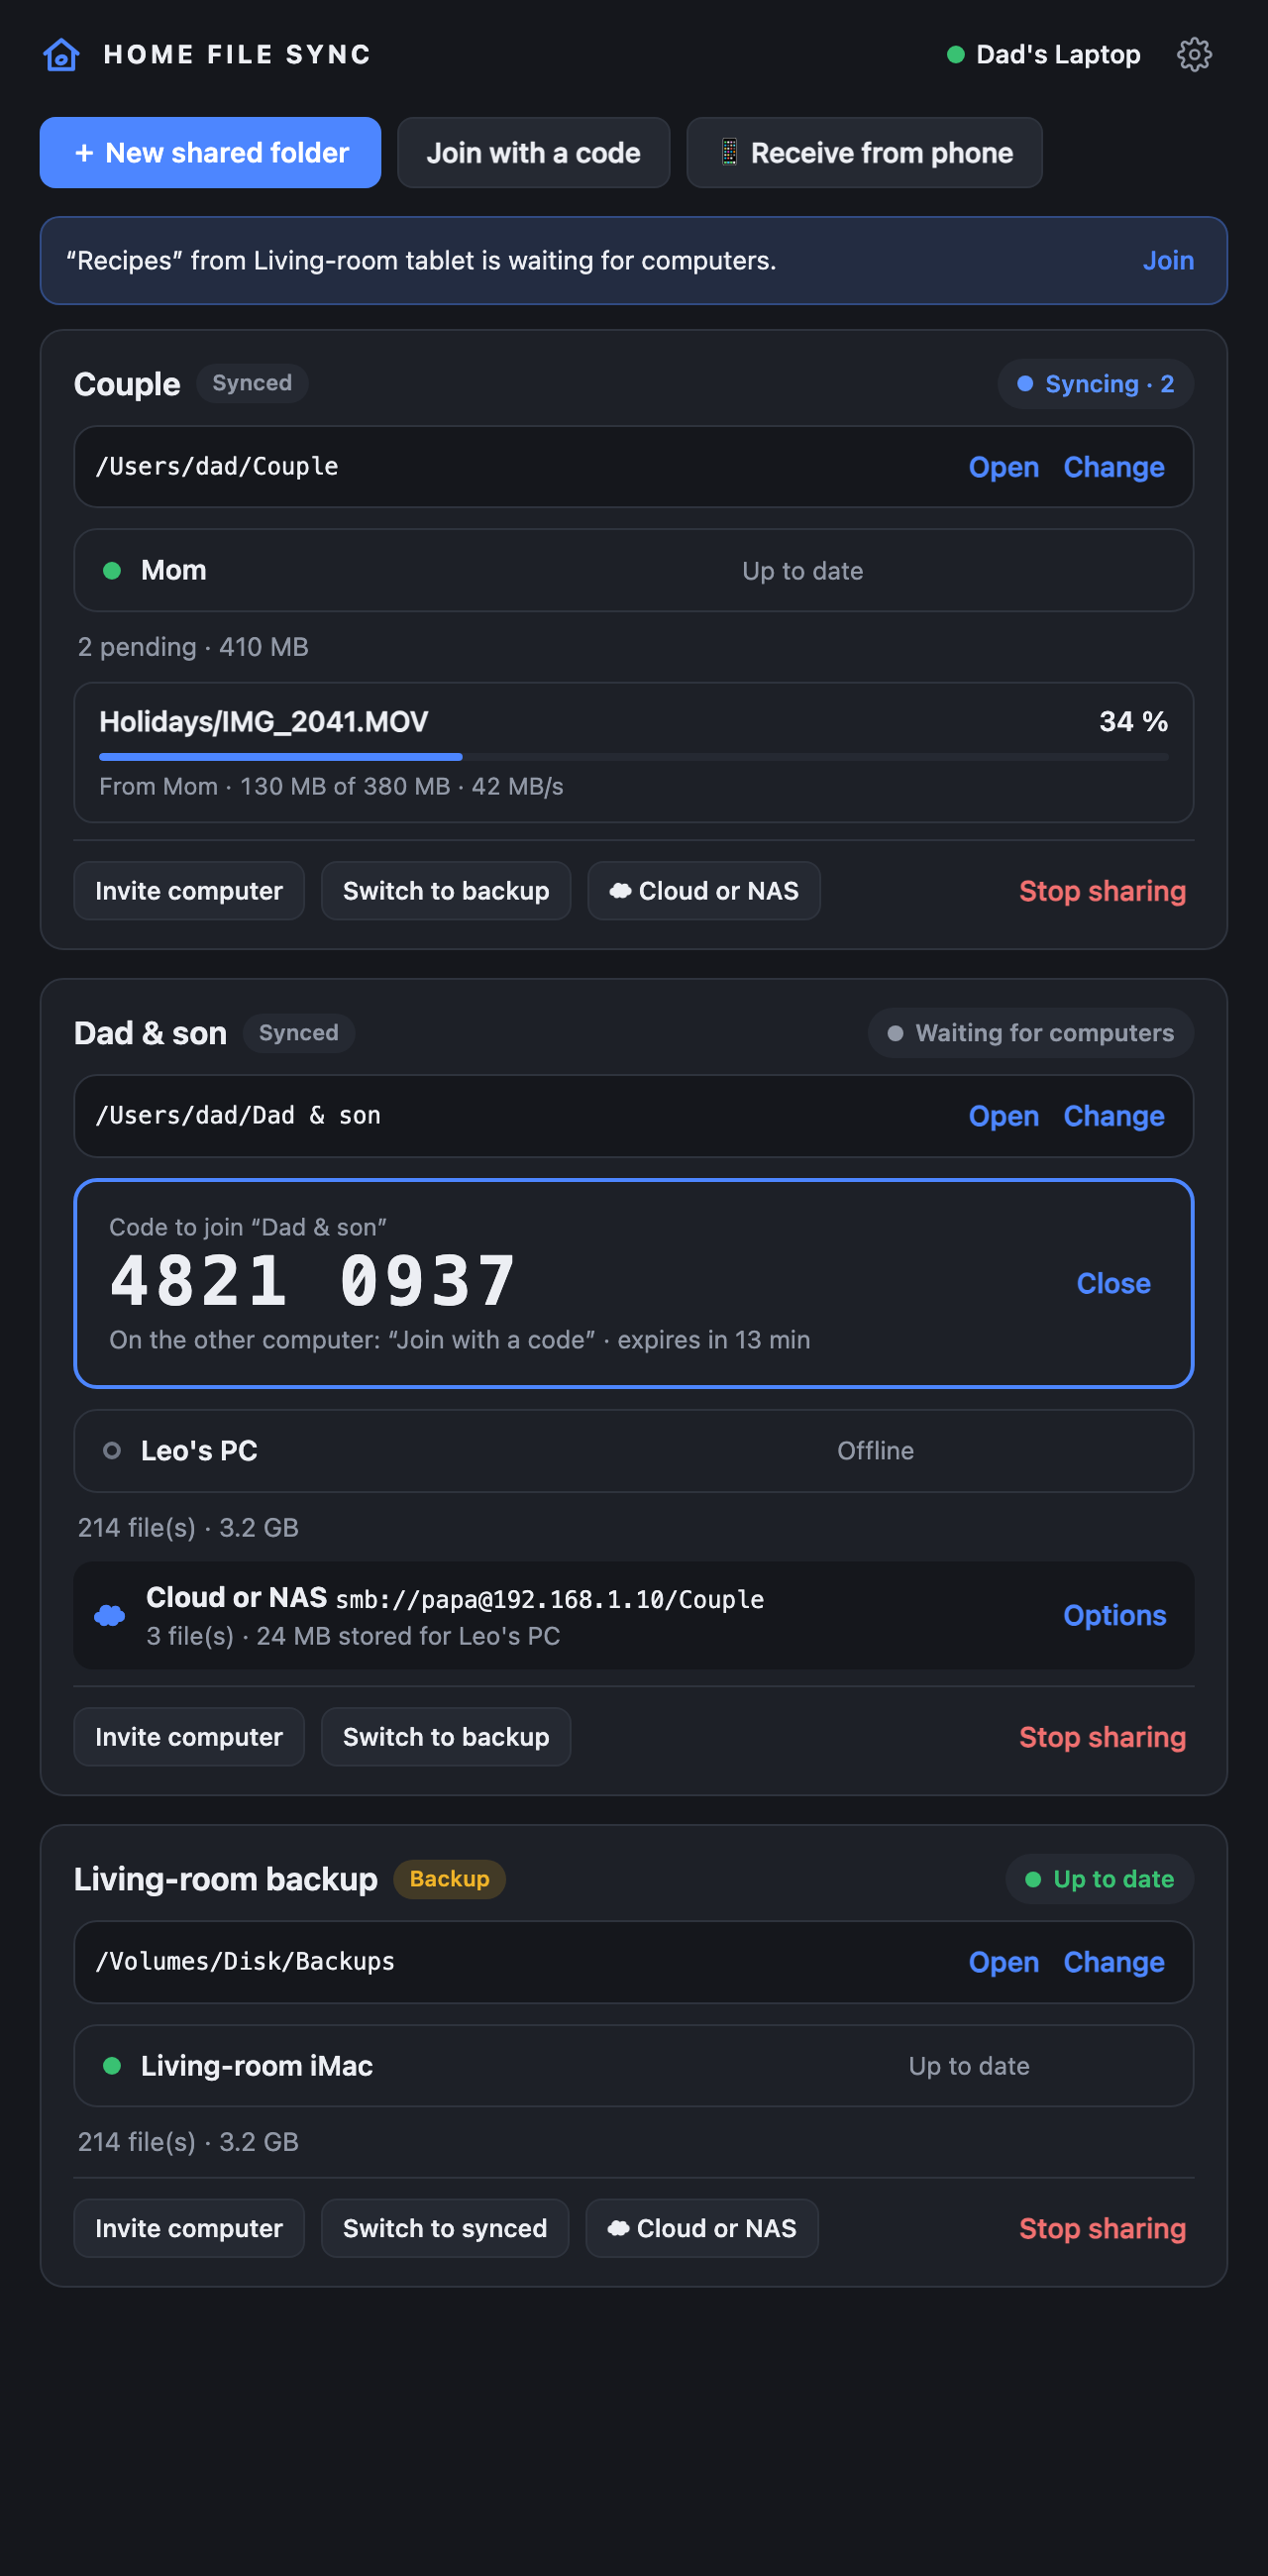 HOME FILE SYNC
Dad's Laptop
+ New shared folder
Join with a code
Receive from phone
“Recipes” from Living-room tablet is waiting for computers.
Join
Couple
Synced
Syncing · 2
/Users/dad/Couple
Open
Change
Mom
Up to date
2 pending · 410 MB
Holidays/IMG_2041.MOV
34 %
From Mom · 130 MB of 380 MB · 42 MB/s
Invite computer
Switch to backup
Cloud or NAS
Stop sharing
Dad & son
Synced
Waiting for computers
/Users/dad/Dad & son
Open
Change
Code to join “Dad & son”
4821 0937
Close
On the other computer: “Join with a code” · expires in 13 min
Leo's PC
Offline
214 file(s) · 3.2 GB
Cloud or NAS smb://papa@192.168.1.10/Couple
3 file(s) · 24 MB stored for Leo's PC
Options
Invite computer
Switch to backup
Stop sharing
Living-room backup
Backup
Up to date
/Volumes/Disk/Backups
Open
Change
Living-room iMac
Up to date
214 file(s) · 3.2 GB
Invite computer
Switch to synced
Cloud or NAS
Stop sharing